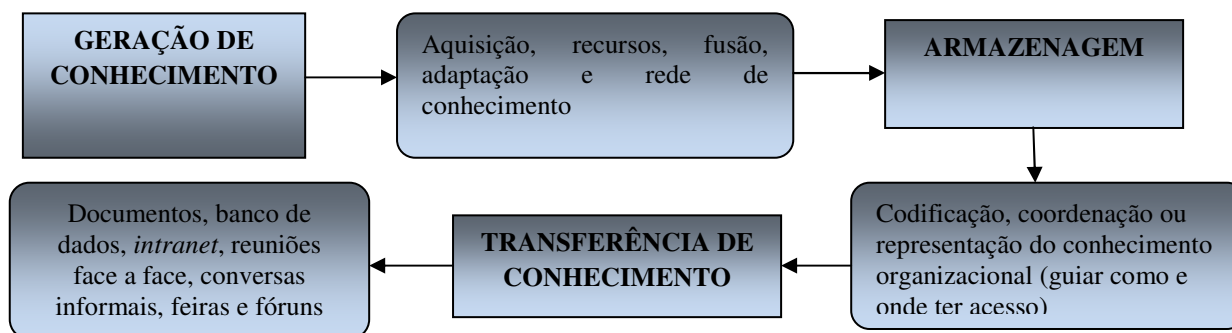 GERAÇÃO DE
CONHECIMENTO
Aquisição, recursos, fusão,
adaptação e rede de
conhecimento
ARMAZENAGEM
Codificação, coordenação ou
representação do conhecimento
organizacional (guiar como e
onde ter acesso)
TRANSFERÊNCIA DE
CONHECIMENTO
Documentos, banco de
dados, intranet, reuniões
face a face, conversas
informais, feiras e fóruns